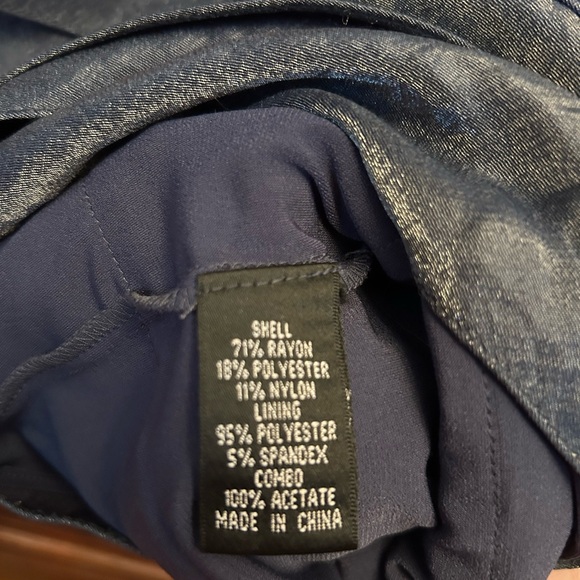 SHELL
71% RAYON
18% POLYESTER
11% NYLON
LINING
95% POLYESTER
5% SPANDEX
COMBO
100% ACETATE
MADE IN CHINA